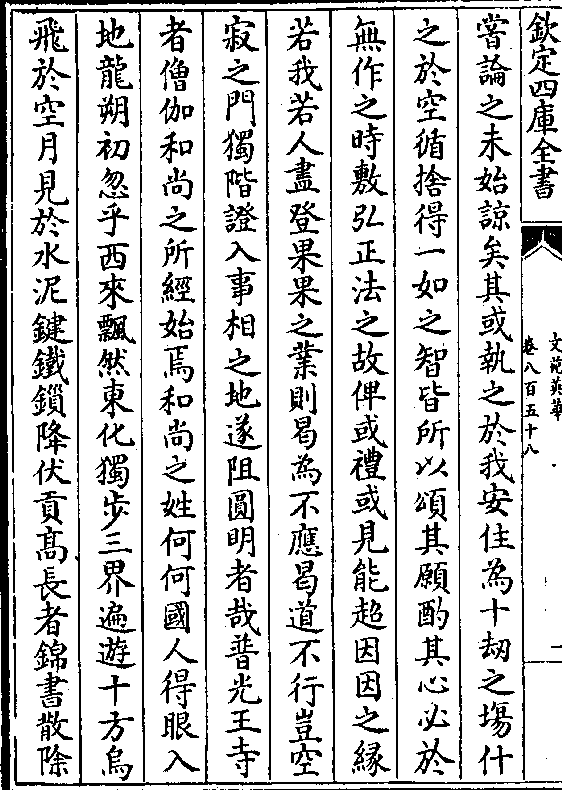 欽定四庫全書
文苑英華
卷八百五十八
一
嘗論之未始諒矣其或執之於我安住為十刼之塲什
之於空循捨得一如之智皆所以頌其願酌其心必於
無作之時敷弘正法之故俾或禮或見能超因因之縁
若我若人盡登果果之業則曷為不應曷道不行豈空
寂之門獨階證入事相之地遂阻圓明者哉普光王寺
者僧伽和尚之所經始焉和尚之姓何何國人得眼入
地龍朔初忽乎西來飄然東化獨步三界遍遊十方烏
飛於空月見於水泥鍵鐵鎻降伏貢髙長者錦書散除